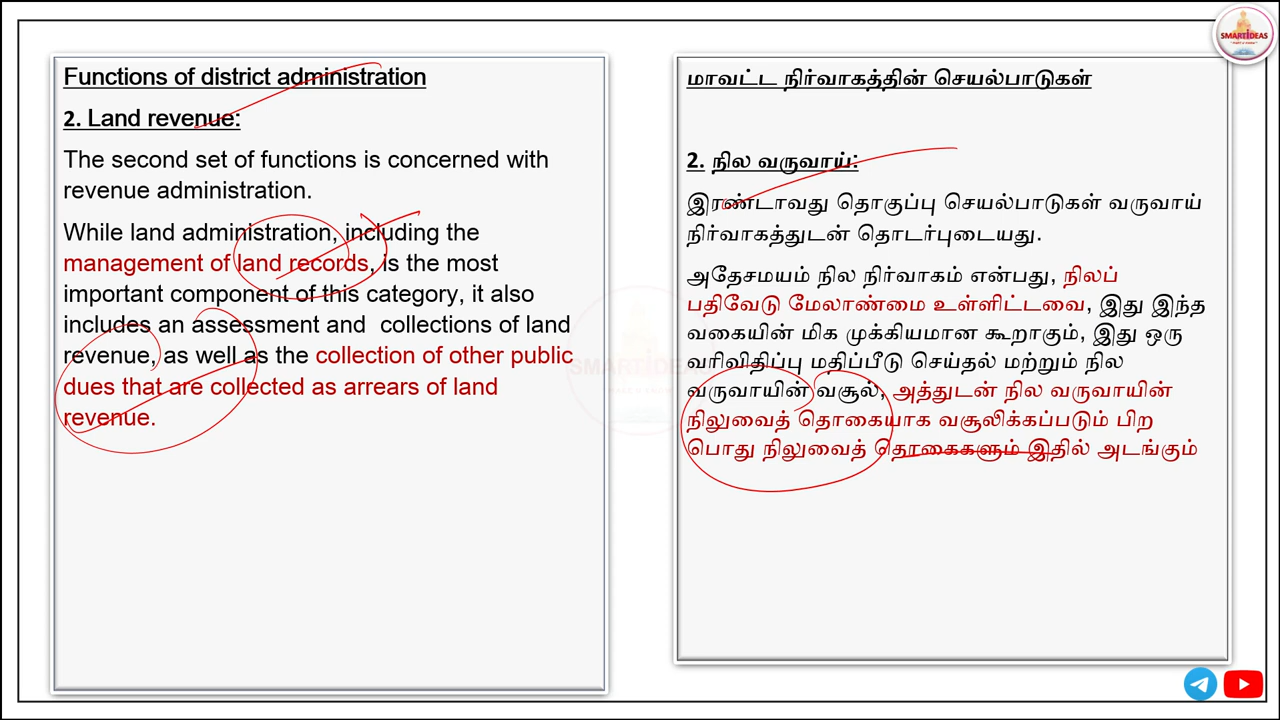 SMARTIDEAS
Functions of district administration
2. Land revenue:
The second set of functions is concerned with
revenue administration.
While land administration, including the
management of land records, is the most
important component of this category, it also
includes an assessment and collections of land
revenue, as well as the collection of other public
dues that are collected as arrears of land
revenue.
மாவட்ட நிர்வாகத்தின் செயல்பாடுகள்
2. நில வருவாய்:
இரண்டாவது தொகுப்பு செயல்பாடுகள் வருவாய்
நிர்வாகத்துடன் தொடர்புடையது.
அதேசமயம் நில நிர்வாகம் என்பது, நிலப்
பதிவேடு மேலாண்மை உள்ளிட்டவை, இது இந்த
வகையின் மிக முக்கியமான கூறாகும், இது ஒரு
வரிவிதிப்பு மதிப்பீடு செய்தல் மற்றும் நில
வருவாயின் வசூல், அத்துடன் நில வருவாயின்
நிலுவைத் தொகையாக வசூலிக்கப்படும் பிற
பொது நிலுவைத் தொகைகளும் இதில் அடங்கும்